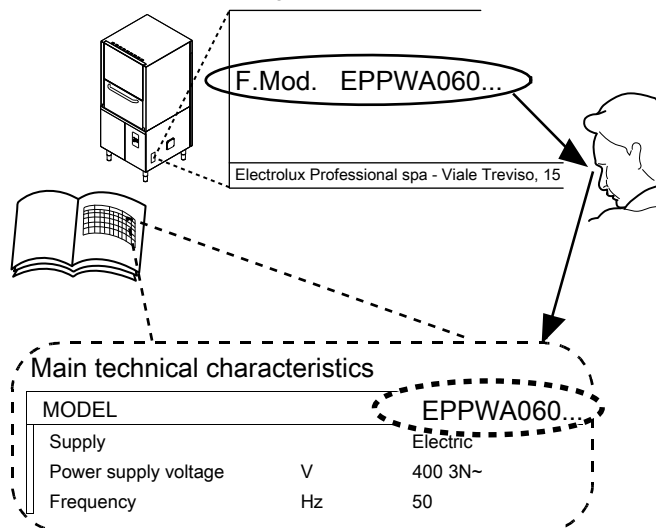 F.Mod. EPPWA060...
Electrolux Professional spa - Viale Treviso, 15
Main technical characteristics
MODEL EPPWA060...
Supply Electric
Power supply voltage V 400 3N~
Frequency Hz 50